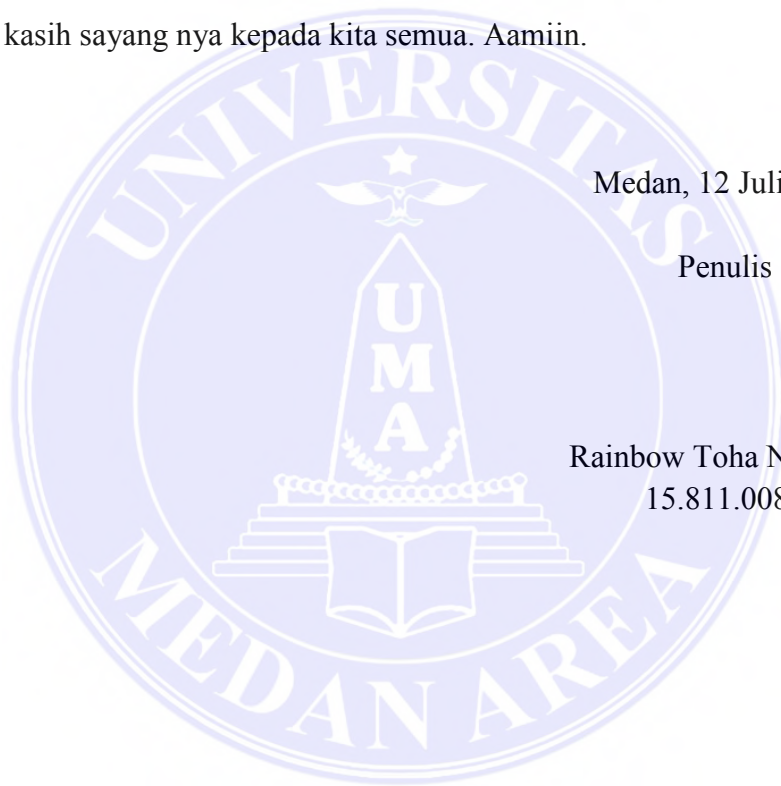 kasih sayang nya kepada kita semua. Aamiin.
UNIVERSITAS
Medan, 12 Juli
Penulis
UMA
Rainbow Toha
15.811.008
MEDAN AREA